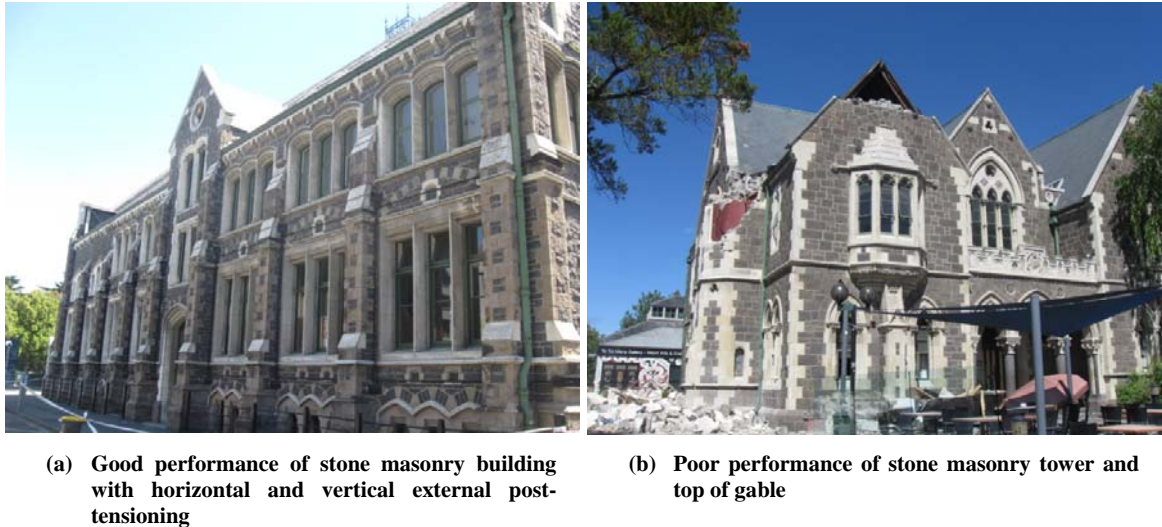 (a) Good performance of stone masonry building
with horizontal and vertical external post-
tensioning
(b) Poor performance of stone masonry tower and
top of gable